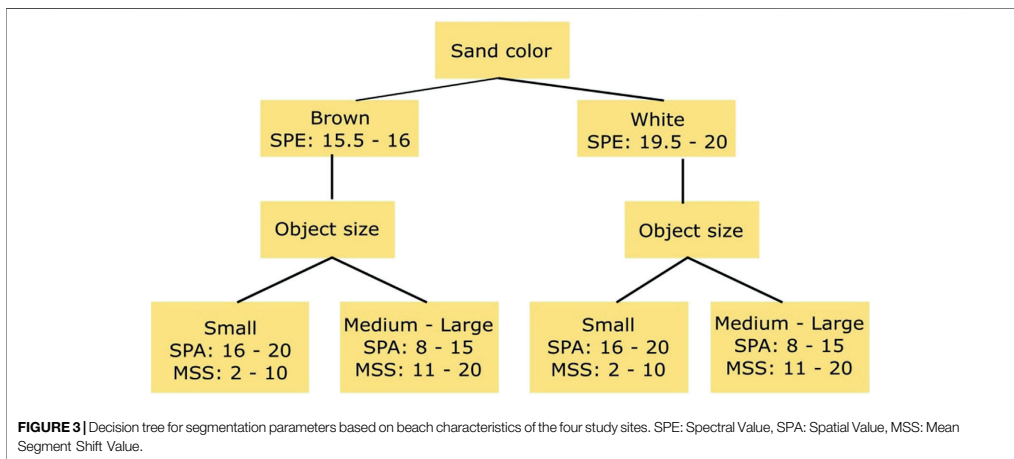 Sand color
Brown
SPE: 15.5 - 16
White
SPE: 19.5 - 20
Object size
Object size
Small
SPA: 16 - 20
MSS: 2 - 10
Medium - Large
SPA: 8 - 15
MSS: 11 - 20
Small
SPA: 16 - 20
MSS: 2 - 10
Medium - Large
SPA: 8 - 15
MSS: 11 - 20
FIGURE 3 | Decision tree for segmentation parameters based on beach characteristics of the four study sites. SPE: Spectral Value, SPA: Spatial Value, MSS: Mean
Segment Shift Value.